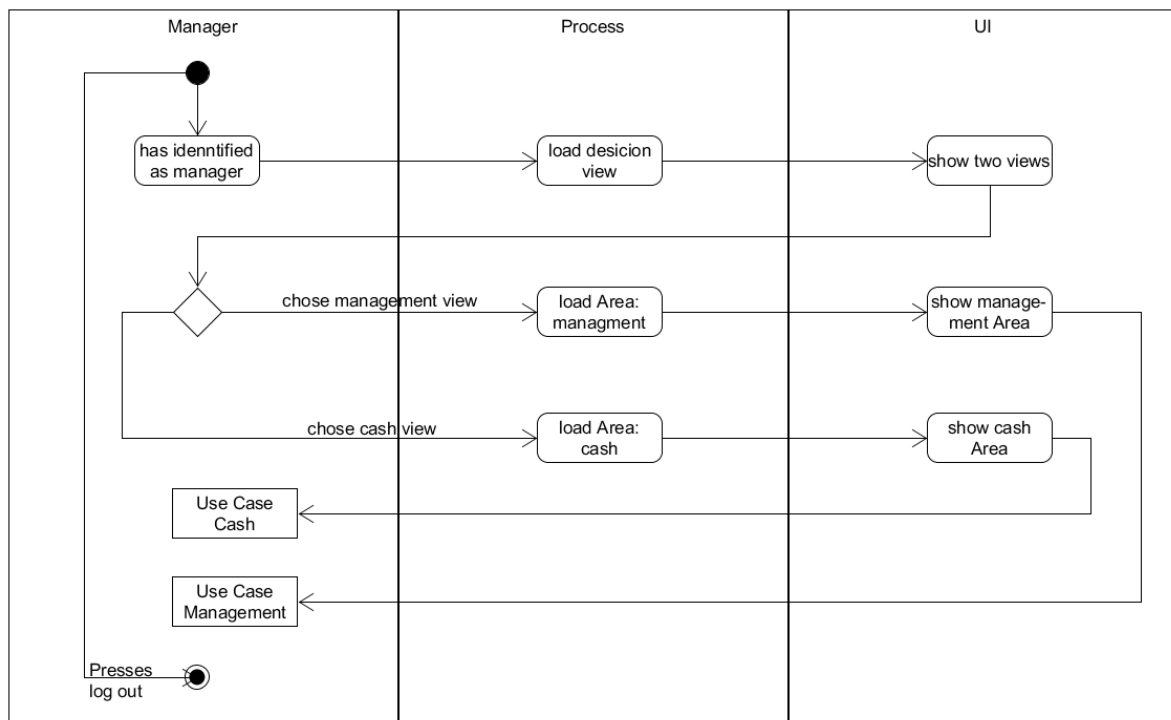 Manager
Process
UI
has idenntified
as manager
load desicion
view
show two views
chose management view
load Area:
managment
show manage-
ment Area
chose cash view
load Area:
cash
show cash
Area
Use Case
Cash
Use Case
Management
Presses
log out